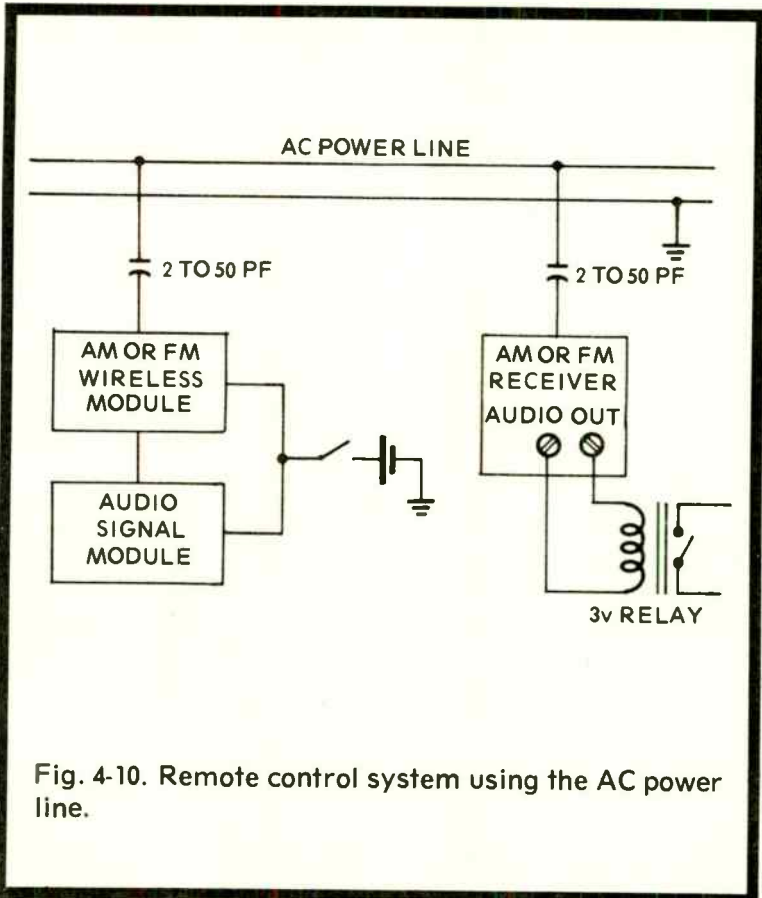 AC POWER LINE
2 TO 50 PF
2 TO 50 PF
AM OR FM
WIRELESS
MODULE
AM OR FM
RECEIVER
AUDIO OUT
AUDIO
SIGNAL
MODULE
3v RELAY
Fig. 4-10. Remote control system using the AC power
line.